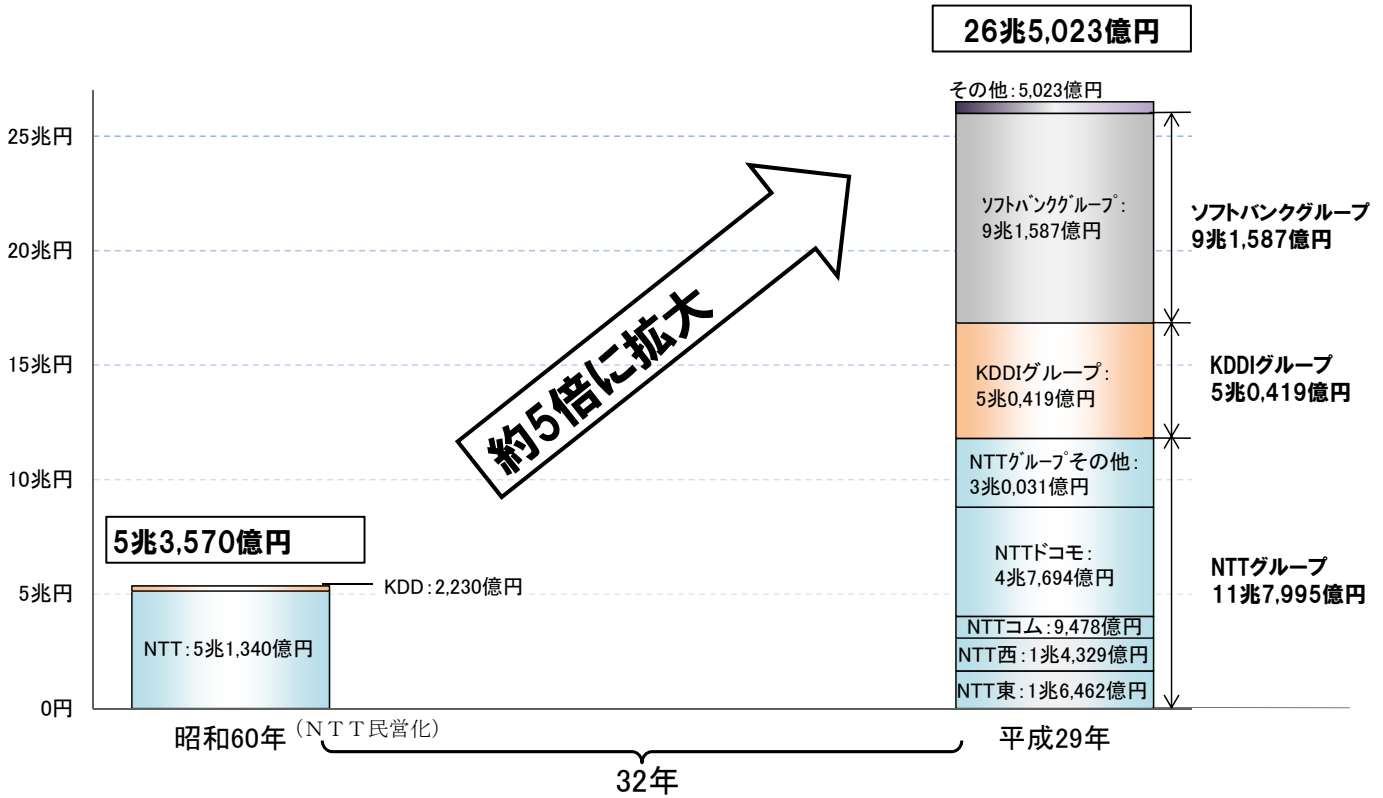 26兆5,023億円
その他:5,023億円
25兆円
20兆円
15兆円
10兆円
5兆円
0円
約5倍に拡大
ソフトバンクグループ:
9兆1,587億円
ソフトバンクグループ
9兆1,587億円
KDDIグループ:
5兆0,419億円
KDDIグループ
5兆0,419億円
NTTグループその他:
3兆0,031億円
NTTドコモ:
4兆7,694億円
NTTコム:9,478億円
NTT西:1兆4,329億円
NTT東:1兆6,462億円
NTTグループ
11兆7,995億円
5兆3,570億円
KDD:2,230億円
NTT:5兆1,340億円
昭和60年(NTT民営化)
平成29年
32年